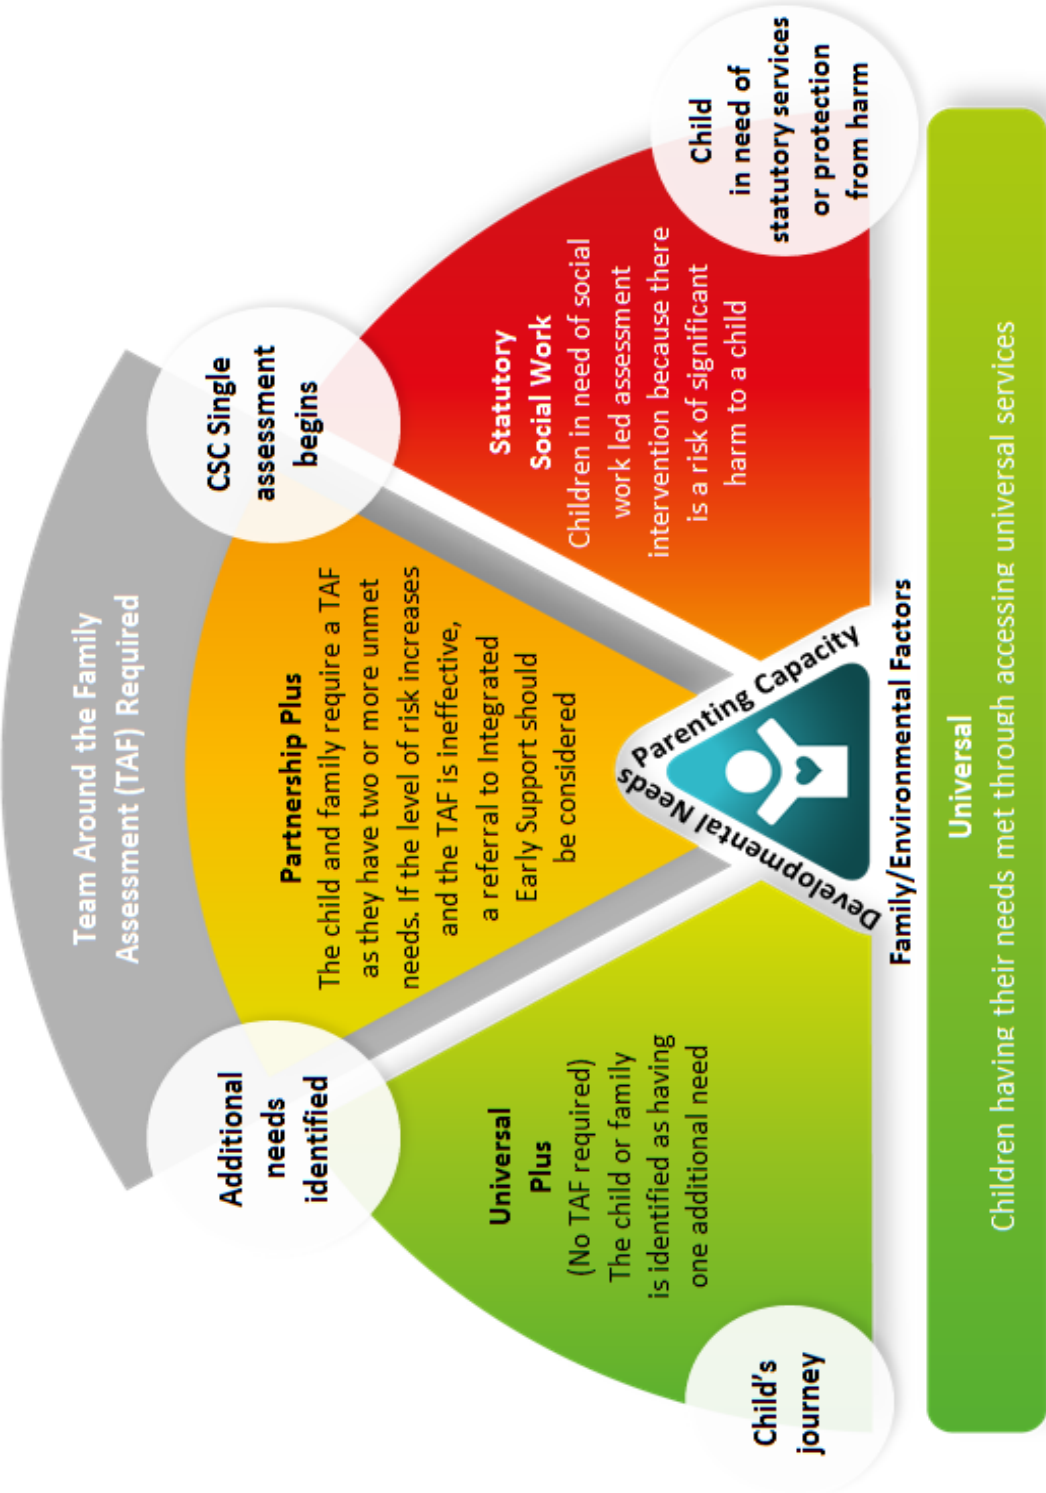 Team Around the Family
Assessment (TAF) Required
Additional
needs
identified
CSC Single
assessment
begins
Partnership Plus
The child and family require a TAF
as they have two or more unmet
needs. If the level of risk increases
and the TAF is ineffective,
a referral to Integrated
Early Support should
be considered
Universal
Plus
(No TAF required)
The child or family
is identified as having
one additional need
Statutory
Social Work
Children in need of social
work led assessment
intervention because there
is a risk of significant
harm to a child
Child's
journey
Child
in need of
statutory services
or protection
from harm
Developmental Needs
Parenting Capacity
Family/Environmental Factors
Universal
Children having their needs met through accessing universal services